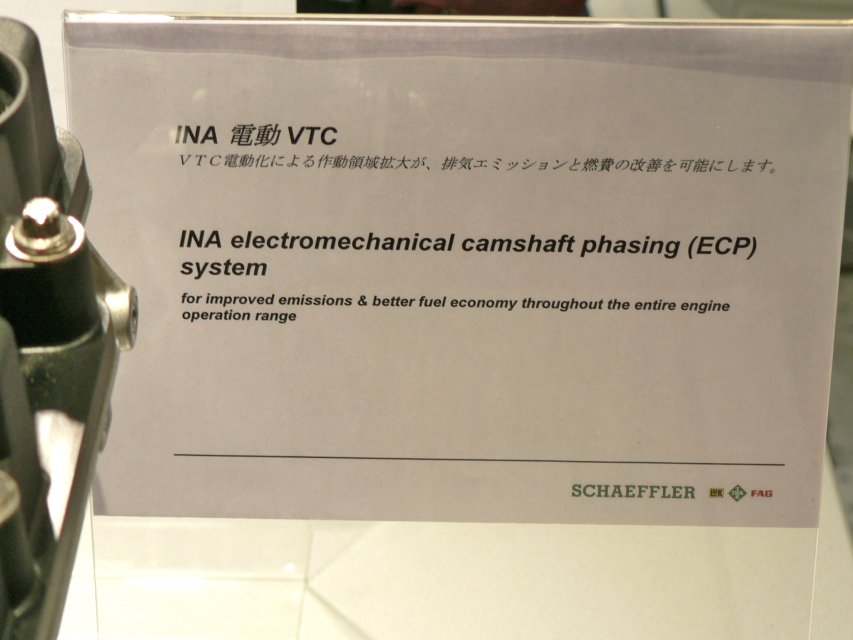 INA 電動 VTC
VTC電動化による作動領域拡大が、排気エミッションと燃費の改善を可能にします。
INA electromechanical camshaft phasing (ECP)
system
for improved emissions & better fuel economy throughout the entire engine
operation range
SCHAEFFLER LUK INA FAG